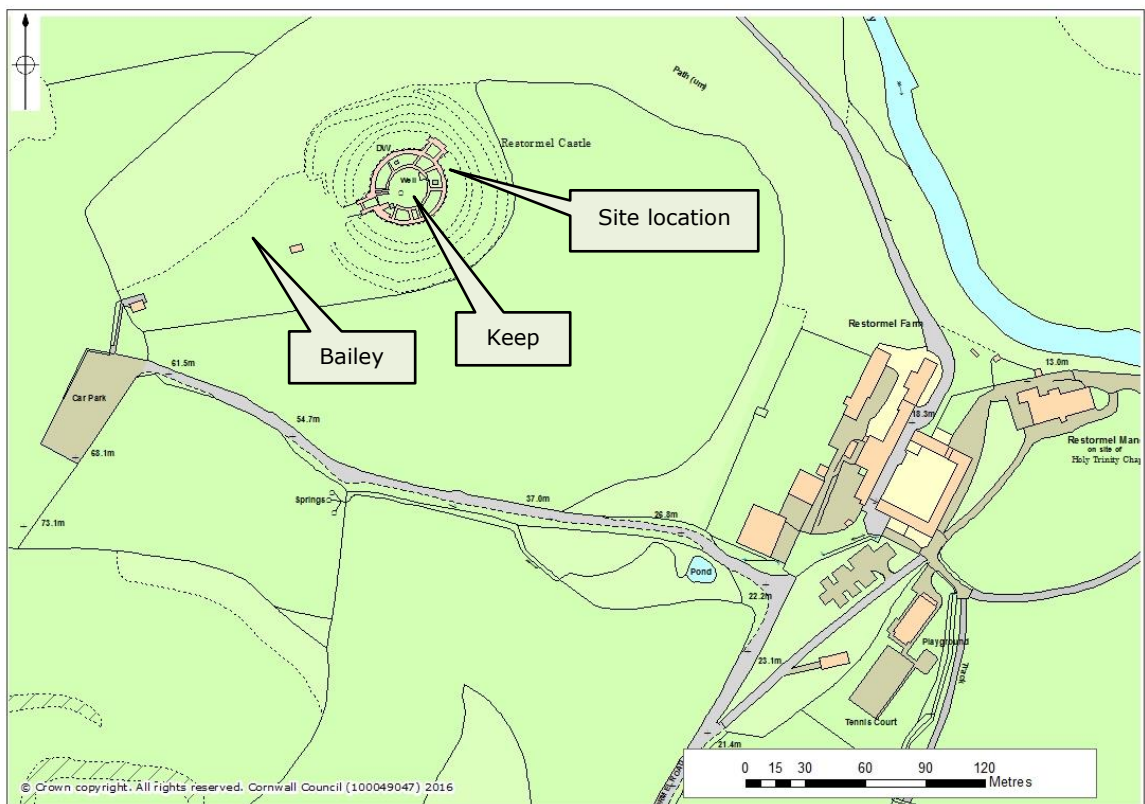 Path (um)
Restormel Castle
DW
Well
Site location
Keep
Bailey
Restormel Farm
61.5m
13.0m
Car Park
54.7m
18.3m
Restormel Man
on site of
Holy Trinity Chap
68.1m
Springs
37.0m
26.8m
73.1m
Pond
22.2m
Playground
23.1m
Track
Tennis Court
21.4m
ROAD
0 15 30 60 90 120
Metres
© Crown copyright. All rights reserved. Cornwall Council (100049047) 2016